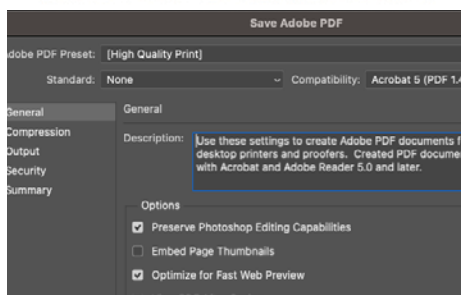 Save Adobe PDF
Adobe PDF Preset: [High Quality Print]
Standard: None Compatibility: Acrobat 5 (PDF 1.4
General
Compression
Output
Security
Summary
General
Description: Use these settings to create Adobe PDF documents
desktop printers and proofers. Created PDF
with Acrobat and Adobe Reader 5.0 and later.
Options
Preserve Photoshop Editing Capabilities
Embed Page Thumbnails
Optimize for Fast Web Preview